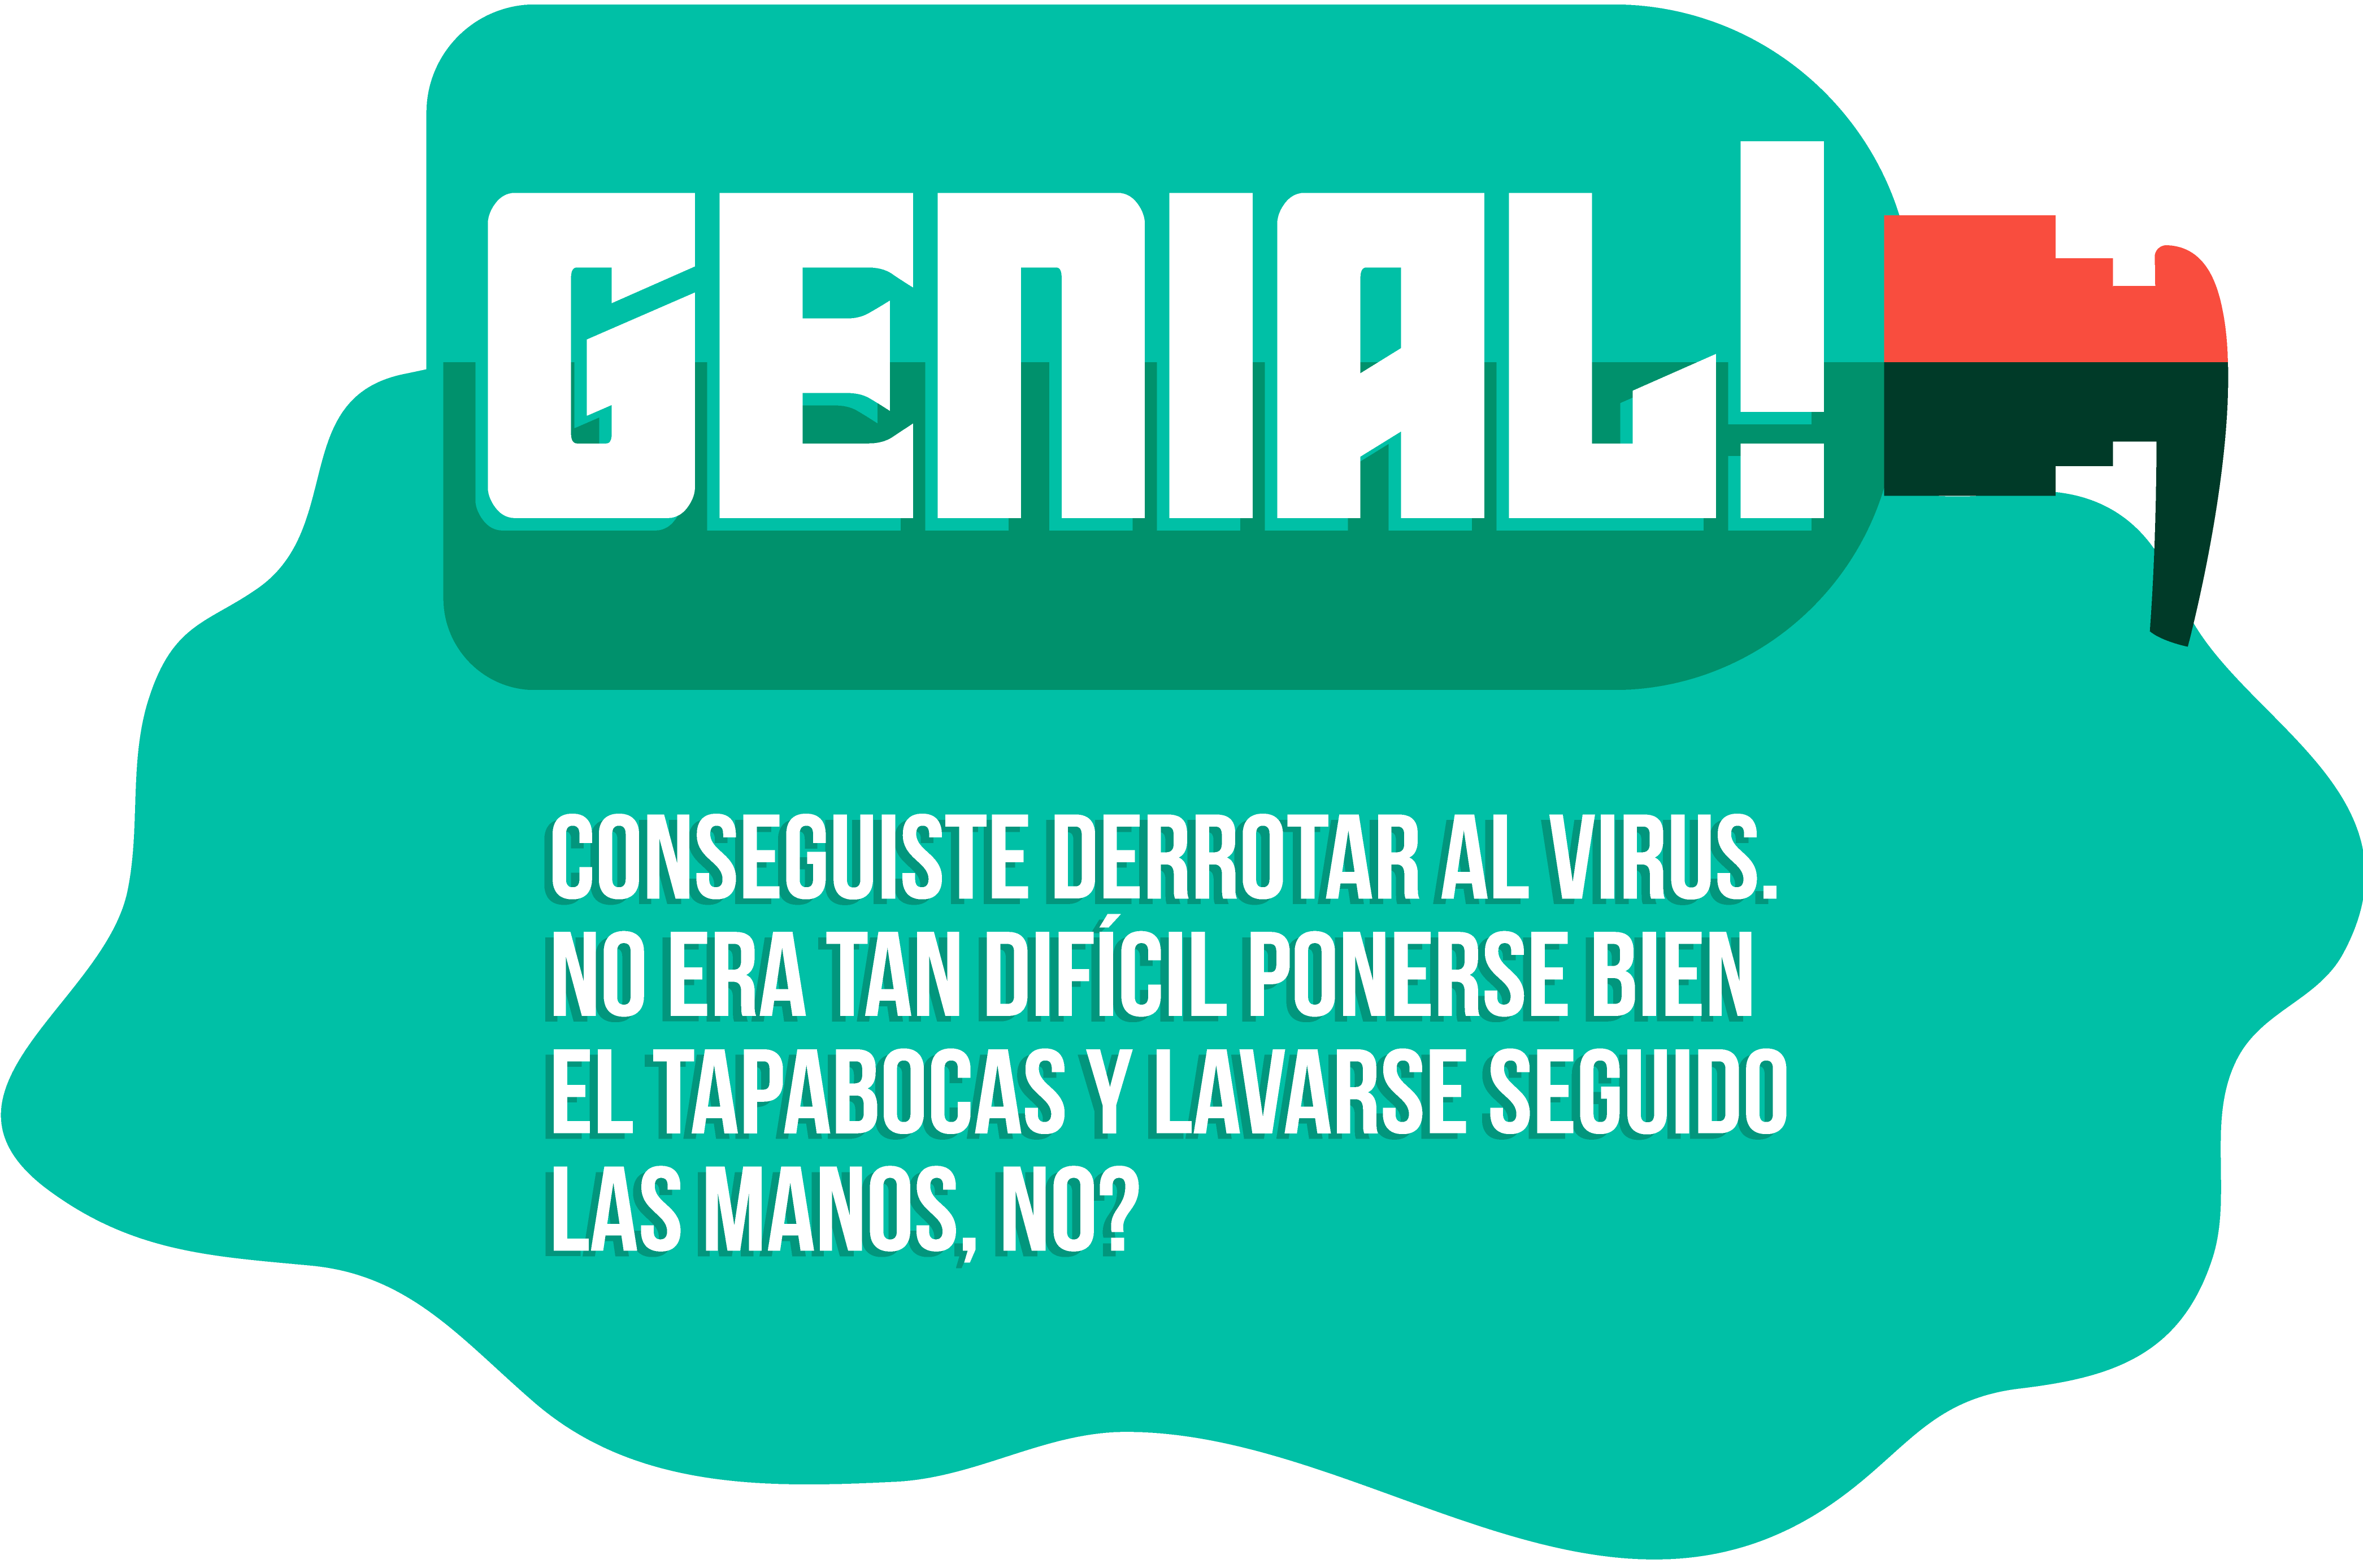 GENIAL!
CONSEGUISTE DERROTAR AL VIRUS.
NO ERA TAN DIFÍCIL PONERSE BIEN
EL TAPABOCAS Y LAVARSE SEGUIDO
LAS MANOS, NO?